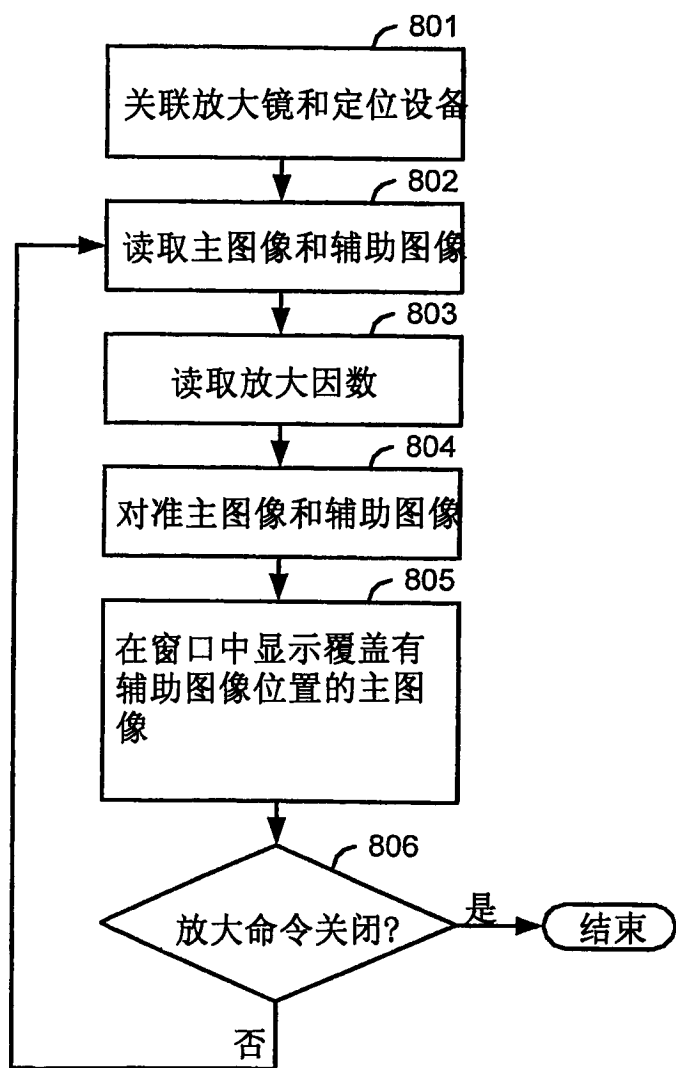 801
关联放大镜和定位设备
802
读取主图像和辅助图像
803
读取放大因数
804
对准主图像和辅助图像
805
在窗口中显示覆盖有
辅助图像位置的主图
像
806
放大命令关闭?
是
结束
否